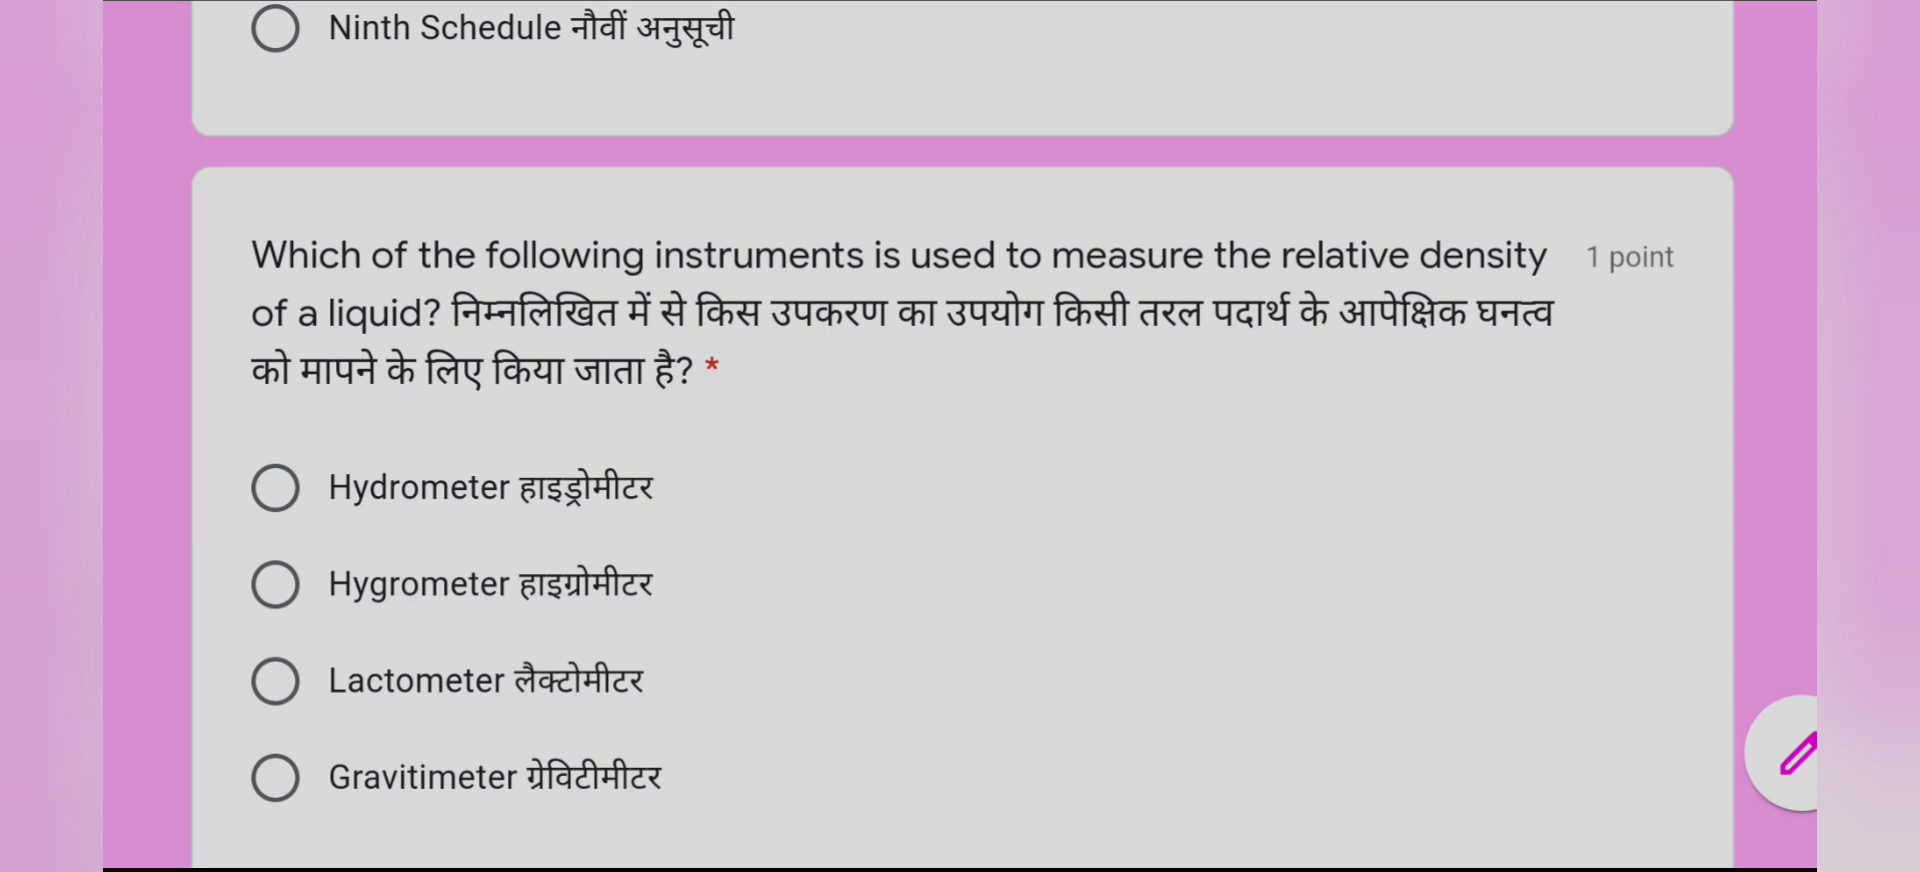 Ninth Schedule नौवीं अनुसूची
Which of the following instruments is used to measure the relative density 1 point
of a liquid? निम्नलिखित में से किस उपकरण का उपयोग किसी तरल पदार्थ के आपेक्षिक घनत्व
को मापने के लिए किया जाता है? *
Hydrometer हाइड्रोमीटर
Hygrometer हाइग्रोमीटर
Lactometer लैक्टोमीटर
Gravitimeter ग्रेविटीमीटर